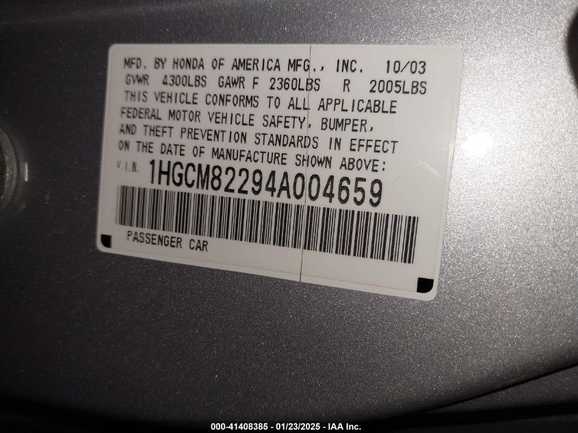 MFD. BY HONDA OF AMERICA MFG., INC. 10/03
GVWR 4300LBS GAWR F 2360LBS R 2005LBS
THIS VEHICLE CONFORMS TO ALL APPLICABLE
FEDERAL MOTOR VEHICLE SAFETY, BUMPER,
AND THEFT PREVENTION STANDARDS IN EFFECT
ON THE DATE OF MANUFACTURE SHOWN ABOVE:
V.I.N. 1HGCM82294A004659
PASSENGER CAR
000-41408385 - 01/23/2025 - IAA Inc.